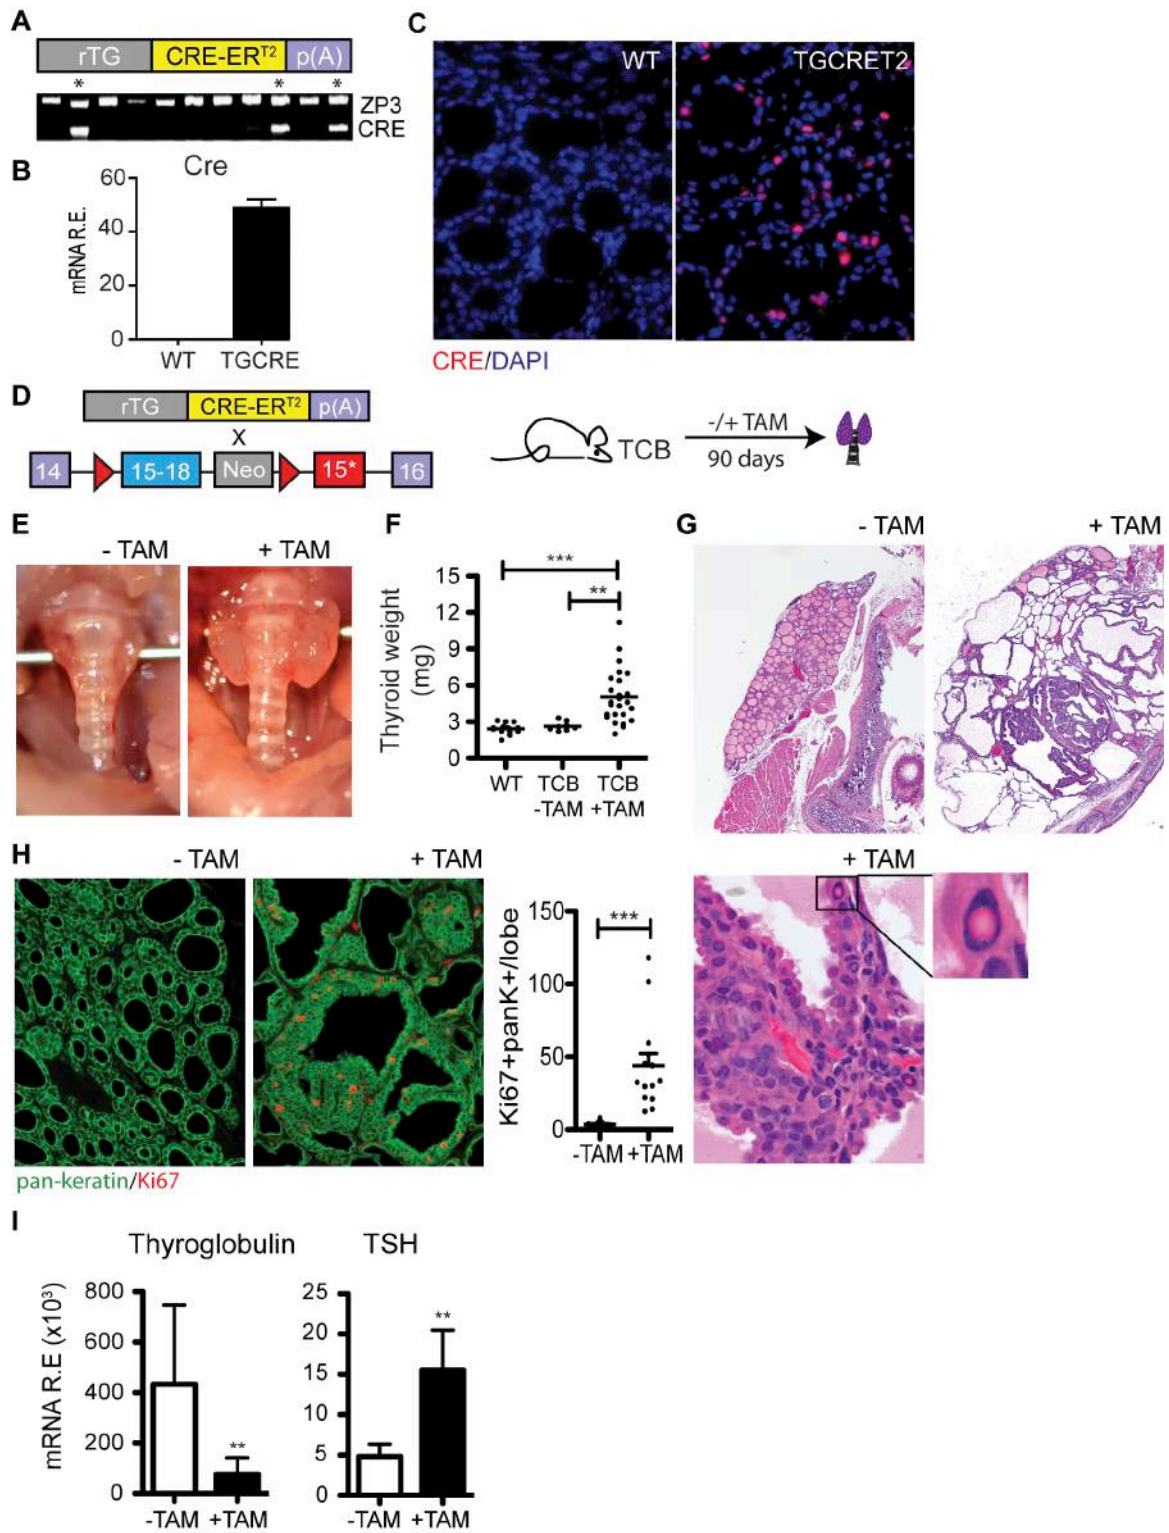 A
rTG CRE-ERT2 p(A)
* * *
ZP3
CRE
B
Cre
mRNA R.E.
60
40
20
0
WT TGCRE
C
WT TGCRET2
CRE/DAPI
D
rTG CRE-ERT2 p(A)
X
14 15-18 Neo 15* 16
TCB
-/+ TAM
90 days
E
- TAM + TAM
F
***
**
Thyroid weight
(mg)
15
12
9
6
3
0
WT TCB TCB
-TAM +TAM
G
- TAM + TAM
+ TAM
H
- TAM + TAM
pan-keratin/Ki67
Ki67+panK+/lobe
***
150
100
50
0
-TAM +TAM
I
Thyroglobulin TSH
mRNA R.E (x10³)
800
600
400
200
0
**
-TAM +TAM
25
20
15
10
5
0
**
-TAM +TAM